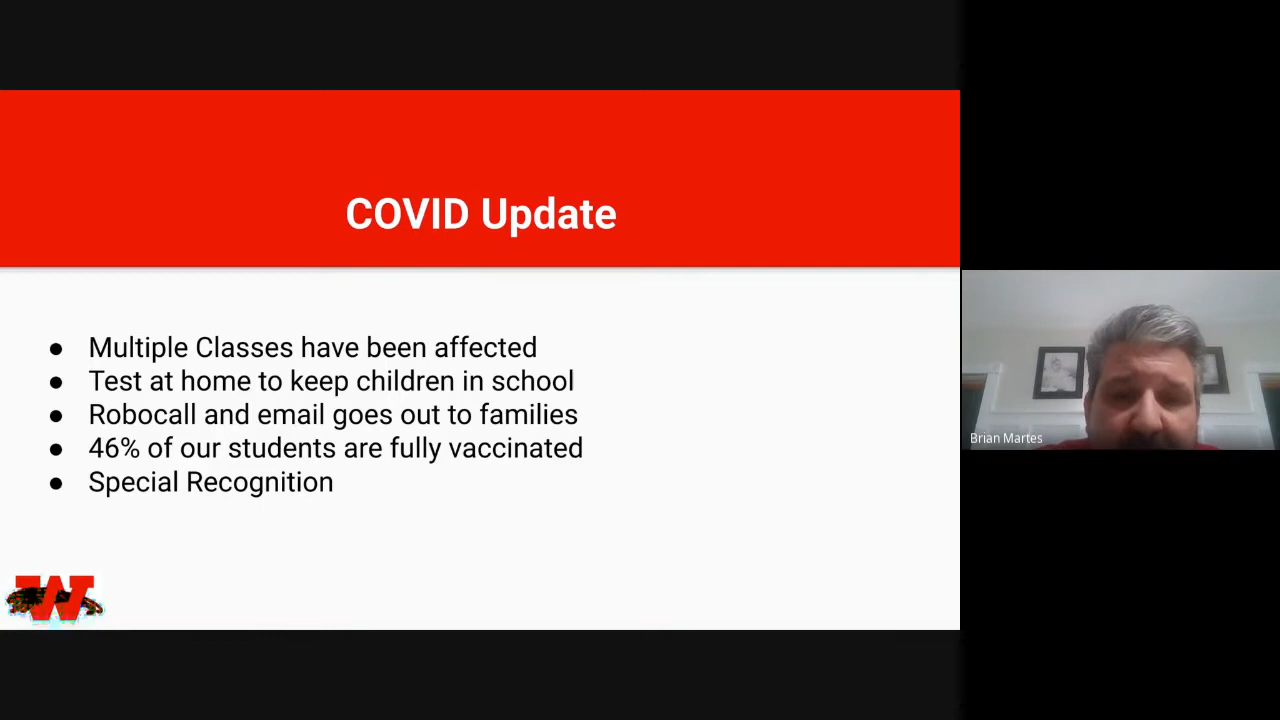 COVID Update
● Multiple Classes have been affected
● Test at home to keep children in school
● Robocall and email goes out to families
● 46% of our students are fully vaccinated
● Special Recognition
W
Brian Martes